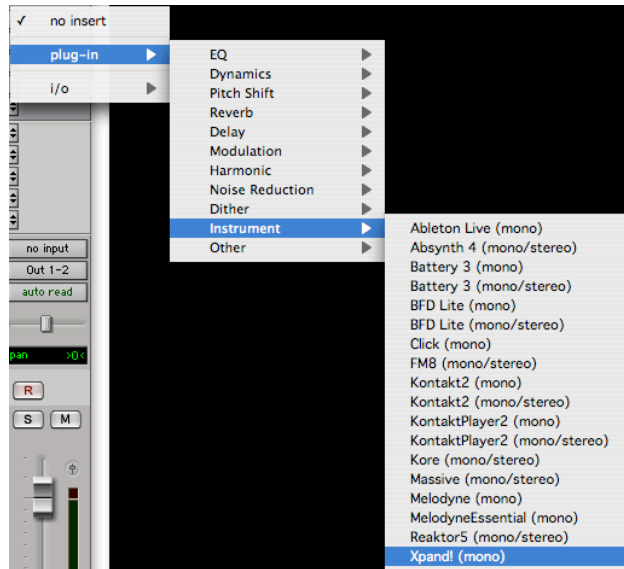 ✓ no insert
plug-in
i/o
EQ
Dynamics
Pitch Shift
Reverb
Delay
Modulation
Harmonic
Noise Reduction
Dither
Instrument
Other
Ableton Live (mono)
Absynth 4 (mono/stereo)
Battery 3 (mono)
Battery 3 (mono/stereo)
BFD Lite (mono)
BFD Lite (mono/stereo)
Click (mono)
FM8 (mono/stereo)
Kontakt2 (mono)
Kontakt2 (mono/stereo)
KontaktPlayer2 (mono)
KontaktPlayer2 (mono/stereo)
Kore (mono/stereo)
Massive (mono/stereo)
Melodyne (mono)
MelodyneEssential (mono)
Reaktor5 (mono/stereo)
Xpand! (mono)
no input
Out 1-2
auto read
pan >0<
R
S M